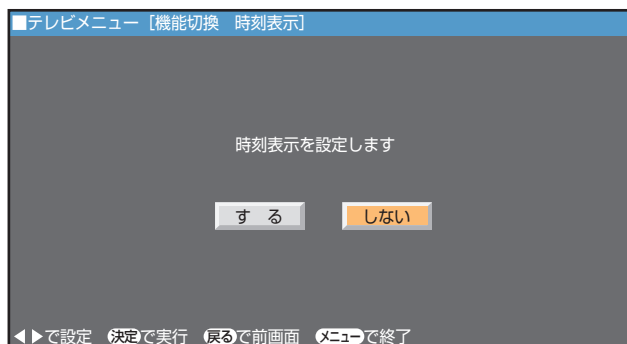 ■テレビメニュー［機能切換　時刻表示］
時刻表示を設定します
する　しない
◀▶で設定　決定で実行　戻るで前画面　メニューで終了